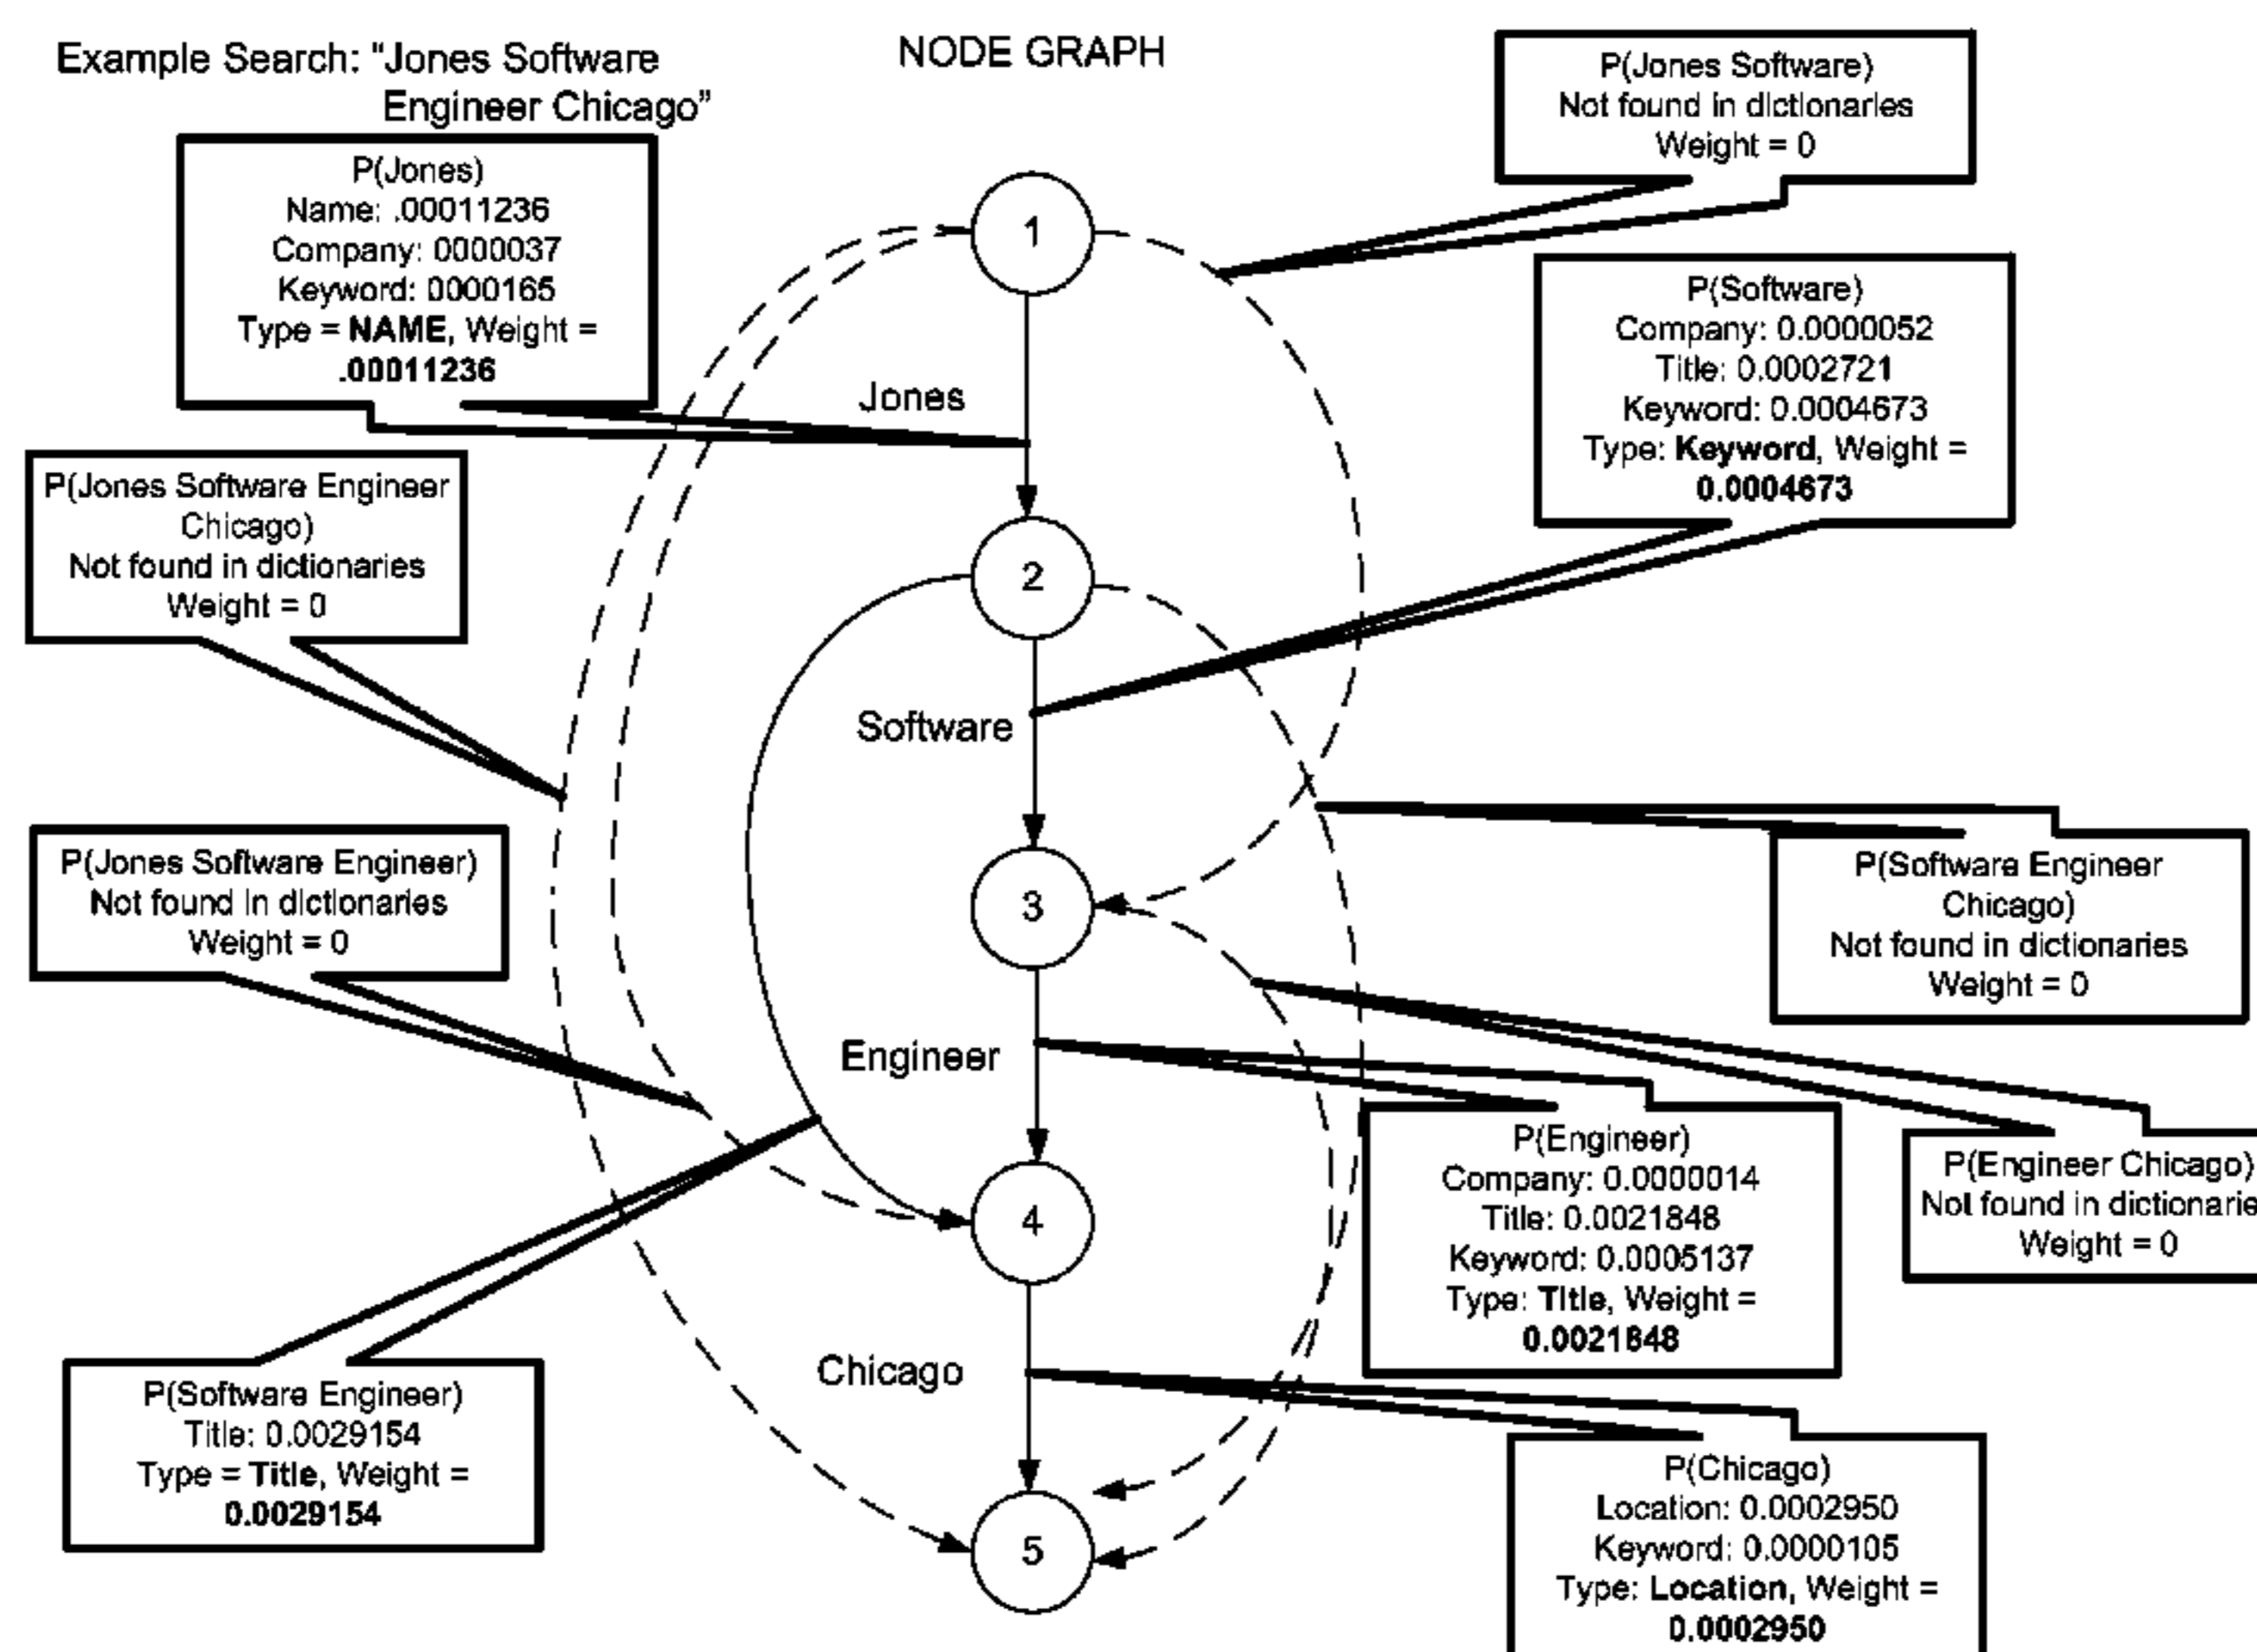 Example Search: "Jones Software
Engineer Chicago"
NODE GRAPH
P(Jones Software)
Not found in dictionaries
Weight = 0
P(Jones)
Name: .00011236
Company: 0000037
Keyword: 0000165
Type = NAME, Weight =
.00011236
1
P(Software)
Company: 0.0000052
Title: 0.0002721
Keyword: 0.0004673
Type: Keyword, Weight =
0.0004673
Jones
P(Jones Software Engineer
Chicago)
Not found in dictionaries
Weight = 0
2
Software
P(Jones Software Engineer)
Not found in dictionaries
Weight = 0
3
P(Software Engineer
Chicago)
Not found in dictionaries
Weight = 0
Engineer
P(Engineer)
Company: 0.0000014
Title: 0.0021848
Keyword: 0.0005137
Type: Title, Weight =
0.0021848
P(Engineer Chicago)
Not found in dictionarie
Weight = 0
4
Chicago
P(Software Engineer)
Title: 0.0029154
Type = Title, Weight =
0.0029154
5
P(Chicago)
Location: 0.0002950
Keyword: 0.0000105
Type: Location, Weight =
0.0002950